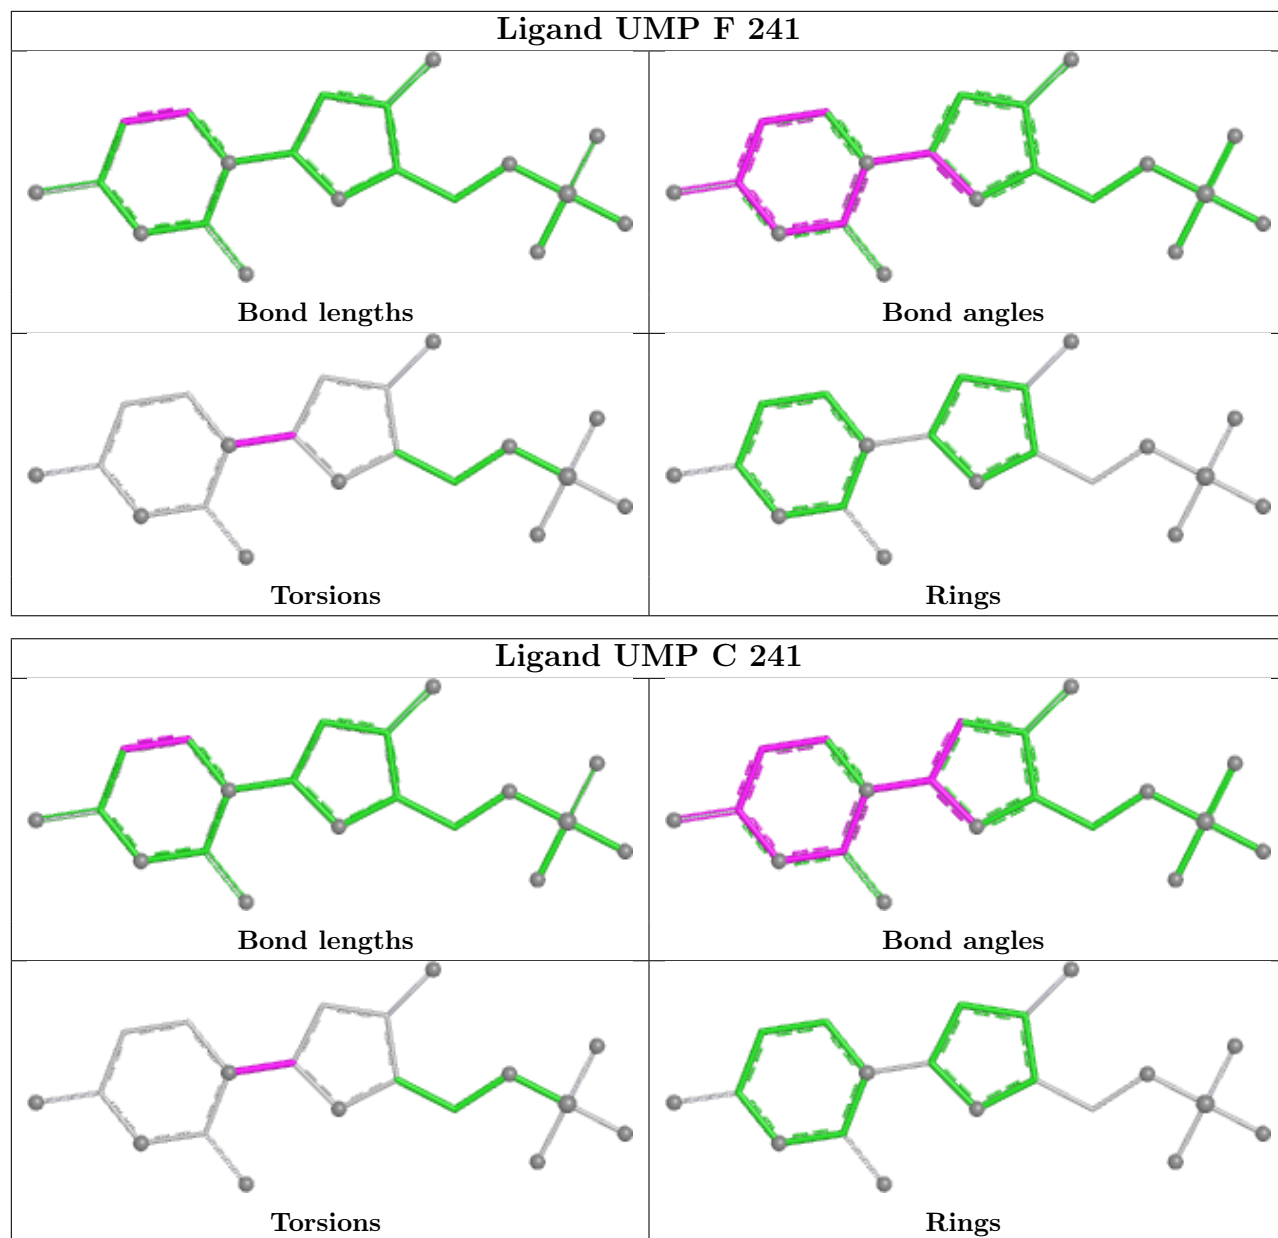 Ligand UMP F 241
Bond lengths
Bond angles
Torsions
Rings
Ligand UMP C 241
Bond lengths
Bond angles
Torsions
Rings